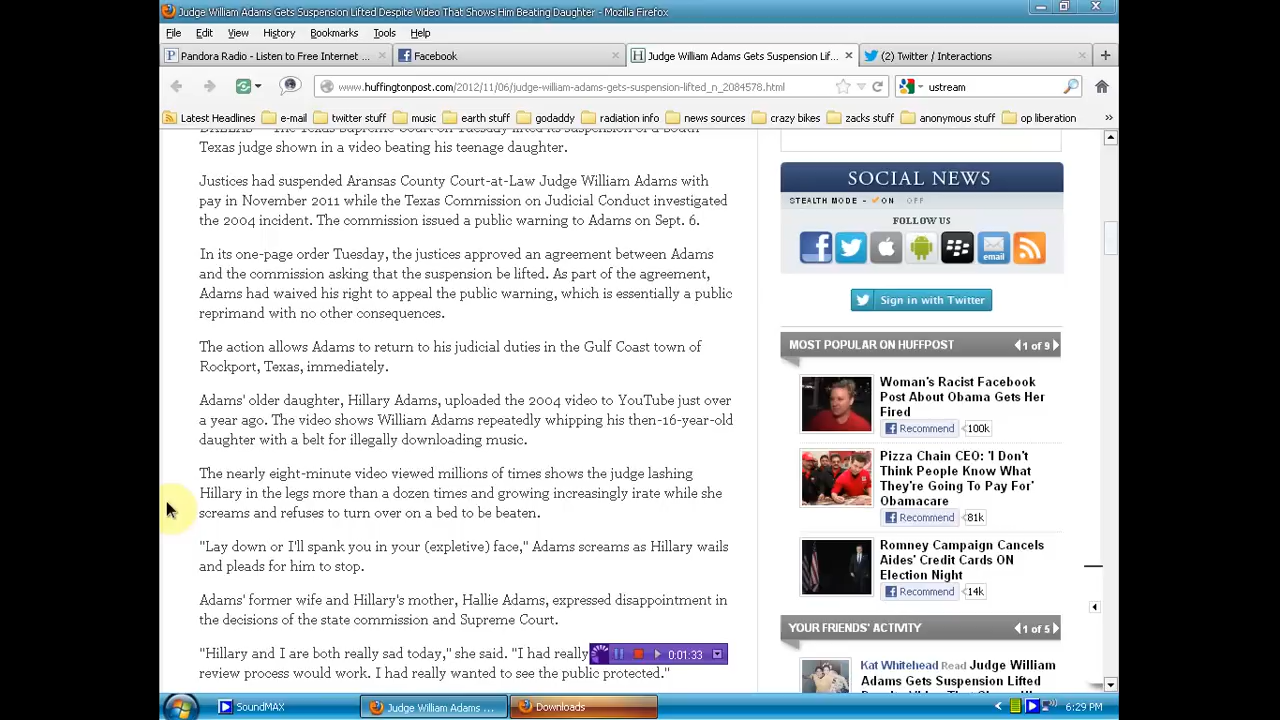 Judge William Adams Gets Suspension Lifted Despite Video That Shows Him Beating Daughter - Mozilla Firefox
File Edit View History Bookmarks Tools Help
Pandora Radio - Listen to Free Internet ...
Facebook
Judge William Adams Gets Suspension Lif...
(2) Twitter / Interactions
www.huffingtonpost.com/2012/11/06/judge-william-adams-gets-suspension-lifted_n_2084578.html
ustream
Latest Headlines e-mail twitter stuff music earth stuff godaddy radiation info news sources crazy bikes zacks stuff anonymous stuff op liberation
DALLAS — The Texas Supreme Court on Tuesday lifted its suspension of a South
Texas judge shown in a video beating his teenage daughter.
Justices had suspended Aransas County Court-at-Law Judge William Adams with
pay in November 2011 while the Texas Commission on Judicial Conduct investigated
the 2004 incident. The commission issued a public warning to Adams on Sept. 6.
In its one-page order Tuesday, the justices approved an agreement between Adams
and the commission asking that the suspension be lifted. As part of the agreement,
Adams had waived his right to appeal the public warning, which is essentially a public
reprimand with no other consequences.
The action allows Adams to return to his judicial duties in the Gulf Coast town of
Rockport, Texas, immediately.
Adams' older daughter, Hillary Adams, uploaded the 2004 video to YouTube just over
a year ago. The video shows William Adams repeatedly whipping his then-16-year-old
daughter with a belt for illegally downloading music.
The nearly eight-minute video viewed millions of times shows the judge lashing
Hillary in the legs more than a dozen times and growing increasingly irate while she
screams and refuses to turn over on a bed to be beaten.
"Lay down or I'll spank you in your (expletive) face," Adams screams as Hillary wails
and pleads for him to stop.
Adams' former wife and Hillary's mother, Hallie Adams, expressed disappointment in
the decisions of the state commission and Supreme Court.
"Hillary and I are both really sad today," she said. "I had really
review process would work. I had really wanted to see the public protected."
0:01:33
SOCIAL NEWS
STEALTH MODE - ON OFF
FOLLOW US
email
Sign in with Twitter
MOST POPULAR ON HUFFPOST
1 of 9
Woman's Racist Facebook
Post About Obama Gets Her
Fired
Recommend 100k
Pizza Chain CEO: 'I Don't
Think People Know What
They're Going To Pay For'
Obamacare
Recommend 81k
Romney Campaign Cancels
Aides' Credit Cards ON
Election Night
Recommend 14k
YOUR FRIENDS' ACTIVITY
1 of 5
Kat Whitehead Read Judge William
Adams Gets Suspension Lifted
Despite Video That Shows Him
SoundMAX
Judge William Adams ...
Downloads
6:29 PM